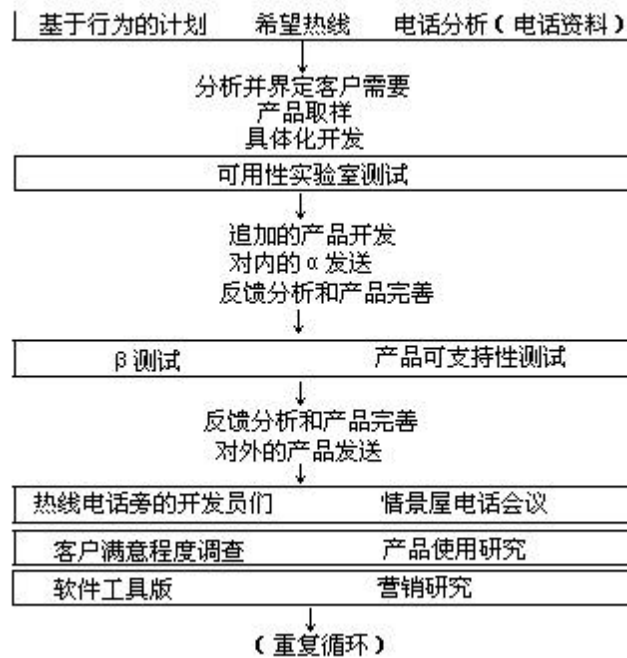 基于行为的计划 希望热线 电话分析（电话资料）
分析并界定客户需要
产品取样
具体化开发
可用性实验室测试
追加的产品开发
对内的α发送
反馈分析和产品完善
β测试 产品可支持性测试
反馈分析和产品完善
对外的产品发送
热线电话旁的开发员们 情景屋电话会议
客户满意程度调查 产品使用研究
软件工具版 营销研究
（重复循环）